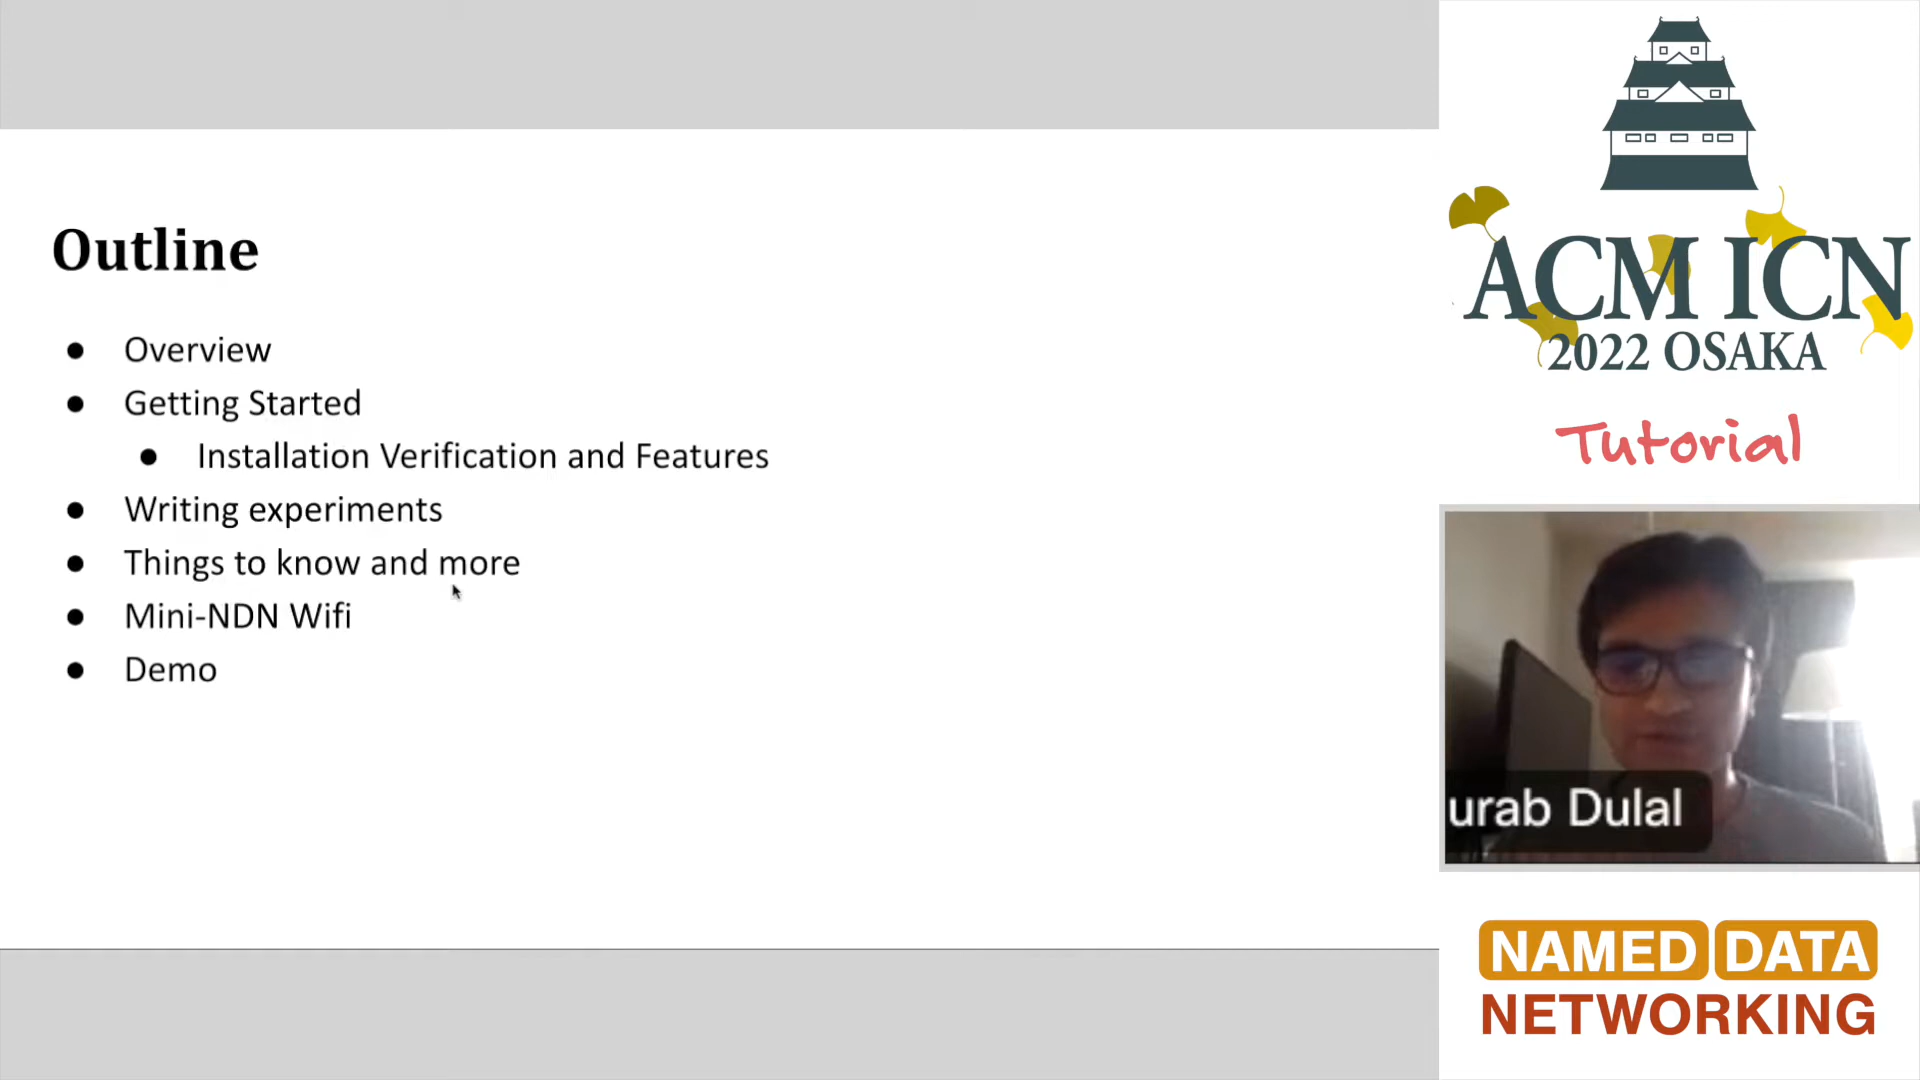 Outline
Overview
Getting Started
Installation Verification and Features
Writing experiments
Things to know and more
Mini-NDN Wifi
Demo
ACM ICN
2022 OSAKA
Tutorial
urab Dulal
NAMED DATA
NETWORKING